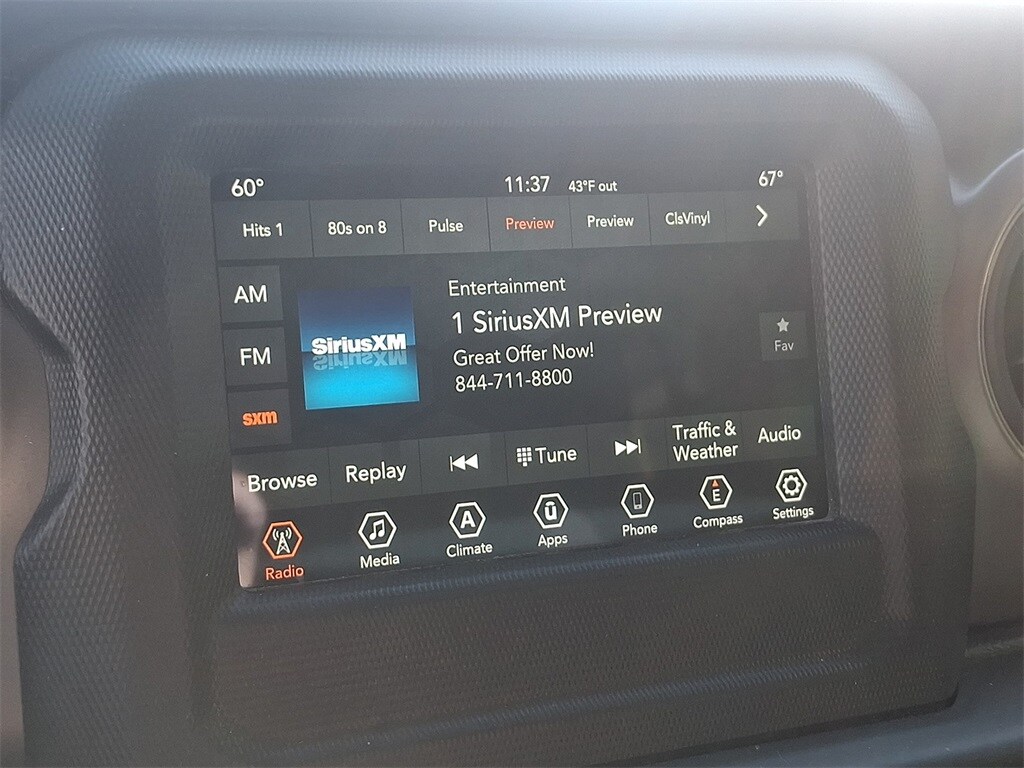 60° 11:37 43°F out 67°
Hits 1 80s on 8 Pulse Preview Preview ClsVinyl
AM
FM
sxm
SiriusXM
SiriusXM
Entertainment
1 SiriusXM Preview
Great Offer Now!
844-711-8800
Fav
Browse Replay Tune Traffic &
Weather Audio
A ü E
Radio Media Climate Apps Phone Compass Settings